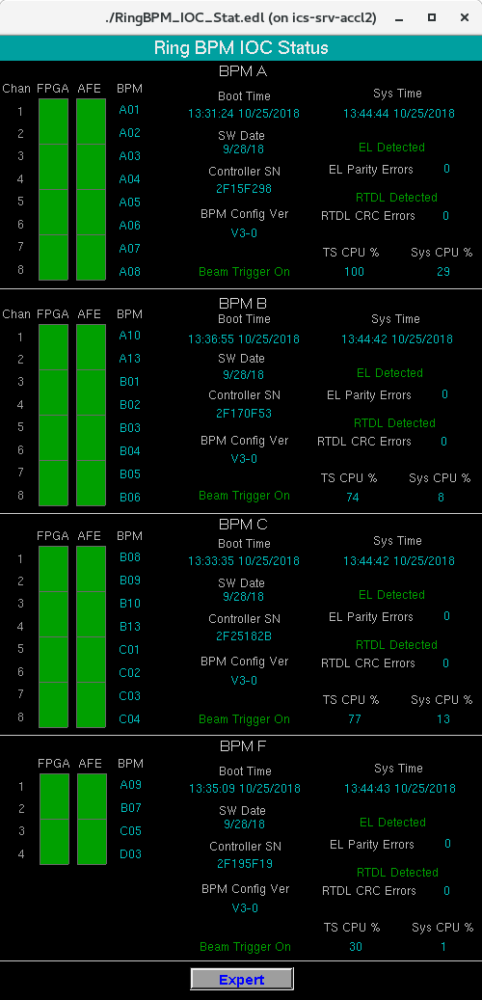 ./RingBPM_IOC_Stat.edl (on ics-srv-accl2)
Ring BPM IOC Status
BPM A
Chan FPGA AFE BPM
Boot Time
Sys Time
1 A01
13:31:24 10/25/2018
13:44:44 10/25/2018
2 A02
SW Date
9/28/18
EL Detected
3 A03
Controller SN
EL Parity Errors 0
4 A04
2F15F298
5 A05
RTDL Detected
BPM Config Ver
RTDL CRC Errors 0
6 A06
V3-0
7 A07
TS CPU % Sys CPU %
8 A08
Beam Trigger On
100 29
BPM B
Chan FPGA AFE BPM
Boot Time
Sys Time
1 A10
13:36:55 10/25/2018
13:44:42 10/25/2018
2 A13
SW Date
9/28/18
EL Detected
3 B01
Controller SN
EL Parity Errors 0
4 B02
2F170F53
5 B03
RTDL Detected
BPM Config Ver
RTDL CRC Errors 0
6 B04
V3-0
7 B05
TS CPU % Sys CPU %
8 B06
Beam Trigger On
74 8
BPM C
FPGA AFE BPM
Boot Time
Sys Time
1 B08
13:33:35 10/25/2018
13:44:42 10/25/2018
2 B09
SW Date
9/28/18
EL Detected
3 B10
Controller SN
EL Parity Errors 0
4 B13
2F25182B
5 C01
RTDL Detected
BPM Config Ver
RTDL CRC Errors 0
6 C02
V3-0
7 C03
TS CPU % Sys CPU %
8 C04
Beam Trigger On
77 13
BPM F
FPGA AFE BPM
Boot Time
Sys Time
1 A09
13:35:09 10/25/2018
13:44:43 10/25/2018
2 B07
SW Date
9/28/18
EL Detected
3 C05
Controller SN
EL Parity Errors 0
4 D03
2F195F19
RTDL Detected
BPM Config Ver
RTDL CRC Errors 0
V3-0
TS CPU % Sys CPU %
Beam Trigger On
30 1
Expert